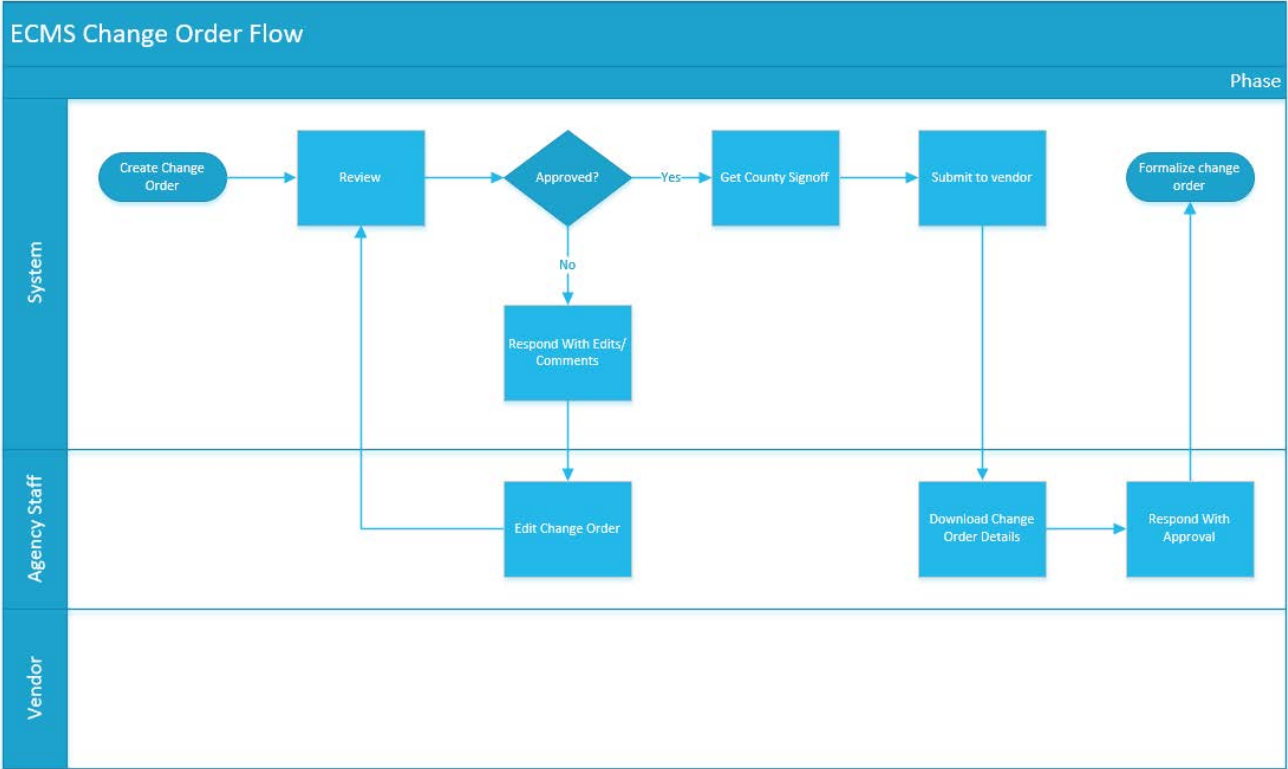 ECMS Change Order Flow
Phase
System
Create Change
Order
Review
Approved?
Yes
Get County Signoff
Submit to vendor
Formalize change
order
No
Respond With Edits/
Comments
Agency Staff
Edit Change Order
Download Change
Order Details
Respond With
Approval
Vendor